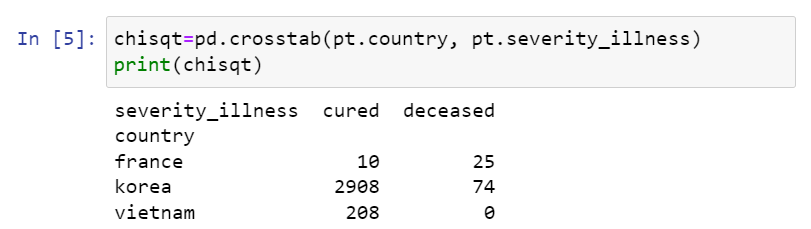 In [5]: chisqt=pd.crosstab(pt.country, pt.severity_illness)
print(chisqt)
severity_illness cured deceased
country
france 10 25
korea 2908 74
vietnam 208 0